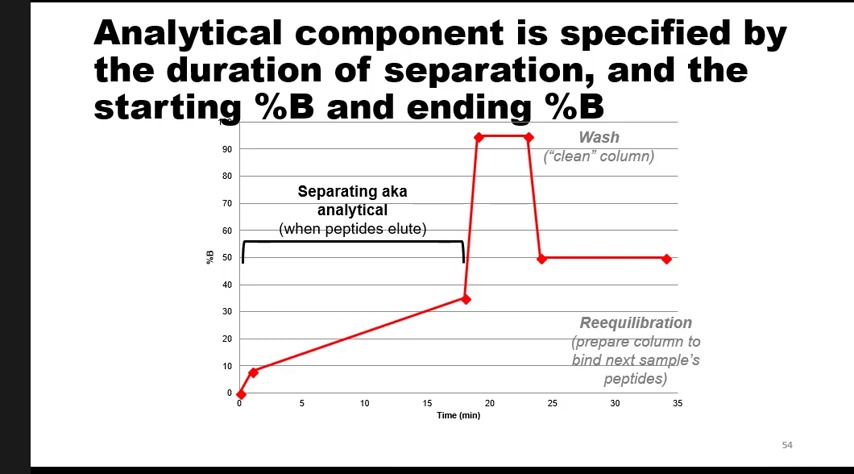 Analytical component is specified by
the duration of separation, and the
starting %B and ending %B
Wash
(“clean” column)
Separating aka
analytical
(when peptides elute)
Reequilibration
(prepare column to
bind next sample’s
peptides)
%B
90
80
70
60
50
40
30
20
10
0
0 5 10 15 20 25 30 35
Time (min)
54